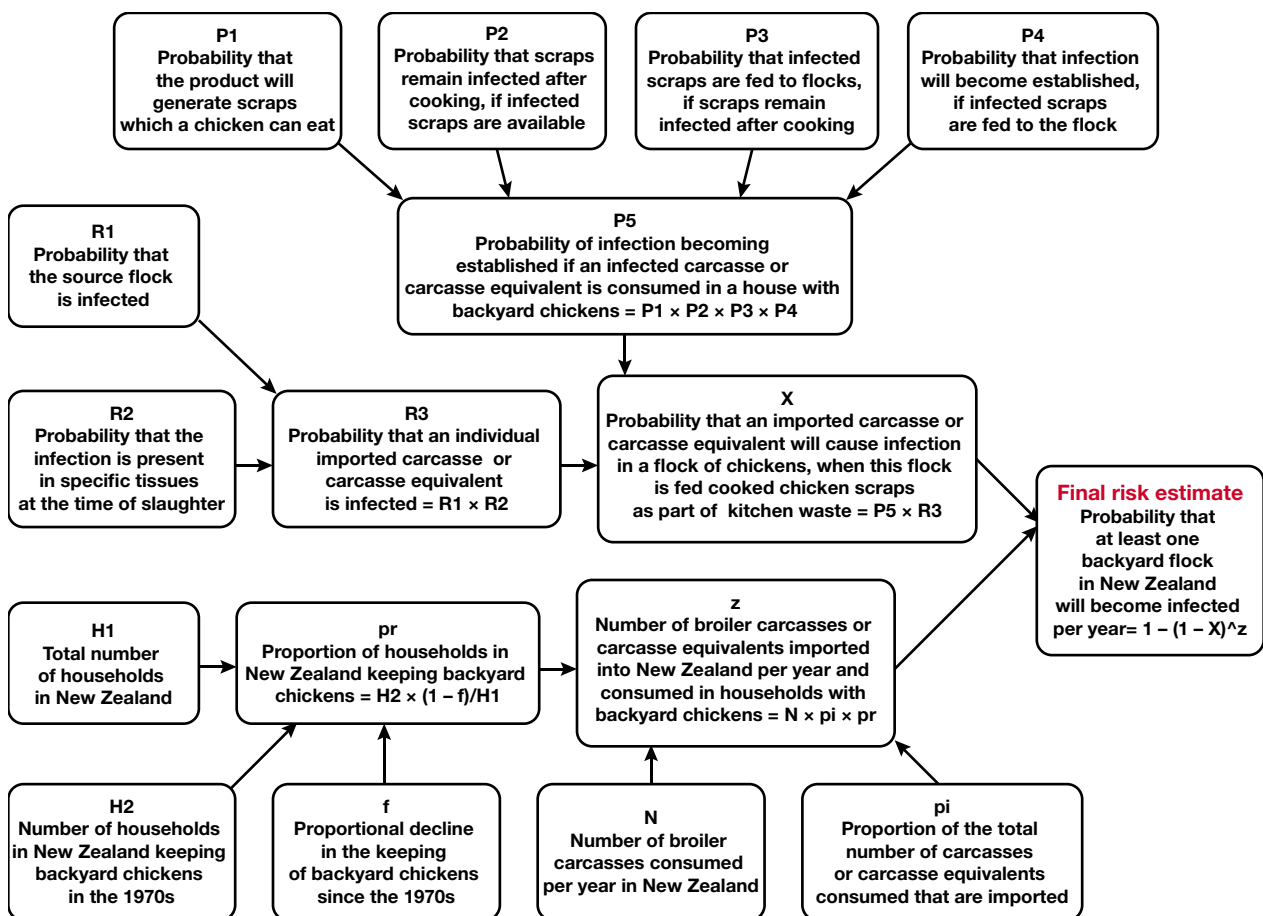 P1
Probability that
the product will
generate scraps
which a chicken can eat
P2
Probability that scraps
remain infected after
cooking, if infected
scraps are available
P3
Probability that infected
scraps are fed to flocks,
if scraps remain
infected after cooking
P4
Probability that infection
will become established,
if infected scraps
are fed to the flock
P5
Probability of infection becoming
established if an infected carcasse or
carcasse equivalent is consumed in a house with
backyard chickens = P1 × P2 × P3 × P4
R1
Probability that
the source flock
is infected
R2
Probability that the
infection is present
in specific tissues
at the time of slaughter
R3
Probability that an individual
imported carcasse or
carcasse equivalent
is infected = R1 × R2
X
Probability that an imported carcasse or
carcasse equivalent will cause infection
in a flock of chickens, when this flock
is fed cooked chicken scraps
as part of kitchen waste = P5 × R3
Final risk estimate
Probability that
at least one
backyard flock
in New Zealand
will become infected
per year= 1 – (1 – X)^z
H1
Total number
of households
in New Zealand
pr
Proportion of households in
New Zealand keeping backyard
chickens = H2 × (1 – f)/H1
z
Number of broiler carcasses or
carcasse equivalents imported
into New Zealand per year and
consumed in households with
backyard chickens = N × pi × pr
H2
Number of households
in New Zealand keeping
backyard chickens
in the 1970s
f
Proportional decline
in the keeping
of backyard chickens
since the 1970s
N
Number of broiler
carcasses consumed
per year in New Zealand
pi
Proportion of the total
number of carcasses
or carcasse equivalents
consumed that are imported